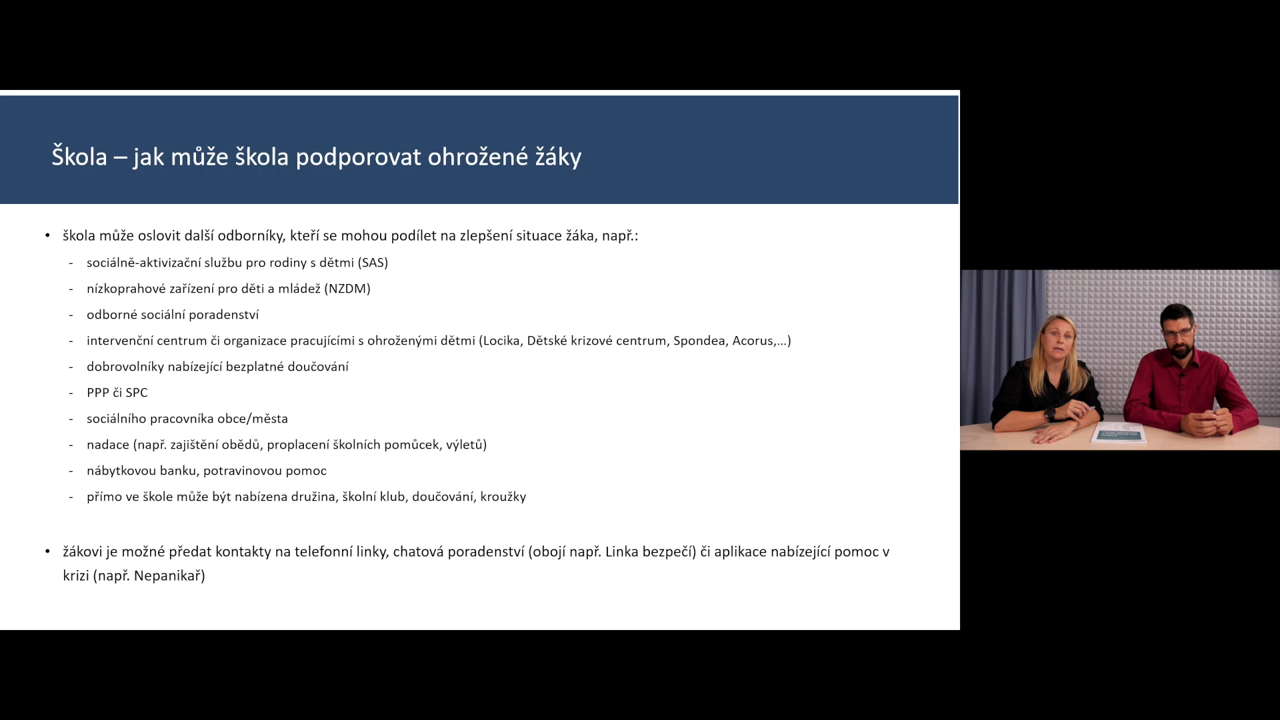 Škola – jak může škola podporovat ohrožené žáky
• škola může oslovit další odborníky, kteří se mohou podílet na zlepšení situace žáka, např.:
- sociálně-aktivizační službu pro rodiny s dětmi (SAS)
- nízkoprahové zařízení pro děti a mládež (NZDM)
- odborné sociální poradenství
- intervenční centrum či organizace pracujícími s ohroženými dětmi (Locika, Dětské krizové centrum, Spondea, Acorus,...)
- dobrovolníky nabízející bezplatné doučování
- PPP či SPC
- sociálního pracovníka obce/města
- nadace (např. zajištění obědů, proplacení školních pomůcek, výletů)
- nábytkovou banku, potravinovou pomoc
- přímo ve škole může být nabízena družina, školní klub, doučování, kroužky
• žákovi je možné předat kontakty na telefonní linky, chatová poradenství (obojí např. Linka bezpečí) či aplikace nabízející pomoc v
krizi (např. Nepanikař)